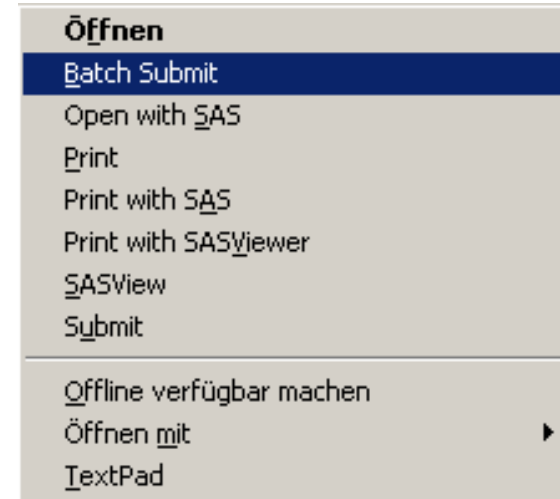 Öffnen
Batch Submit
Open with SAS
Print
Print with SAS
Print with SASViewer
SASView
Submit
Offline verfügbar machen
Öffnen mit
TextPad